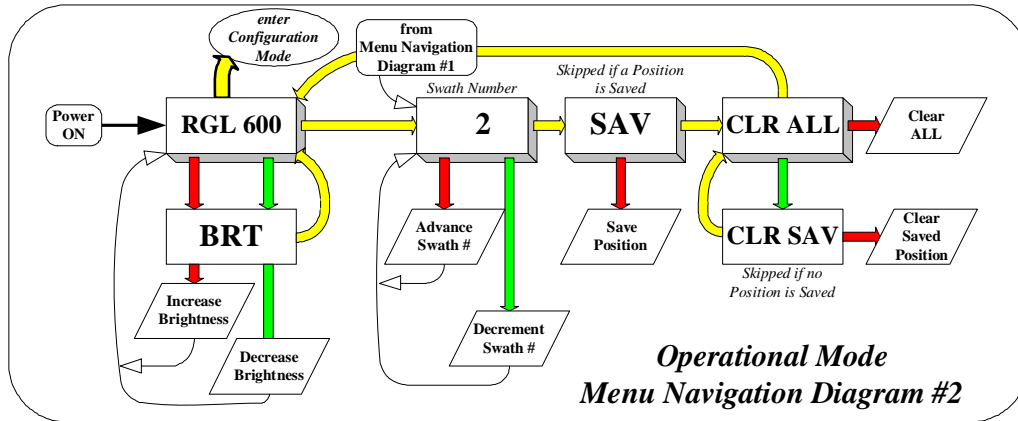 enter
Configuration
Mode
from
Menu Navigation
Diagram #1
Skipped if a Position
is Saved
Swath Number
Power
ON
RGL 600
2
SAV
CLR ALL
Clear
ALL
BRT
Advance
Swath #
Save
Position
CLR SAV
Clear
Saved
Position
Skipped if no
Position is Saved
Increase
Brightness
Decrement
Swath #
Decrease
Brightness
Operational Mode
Menu Navigation Diagram #2